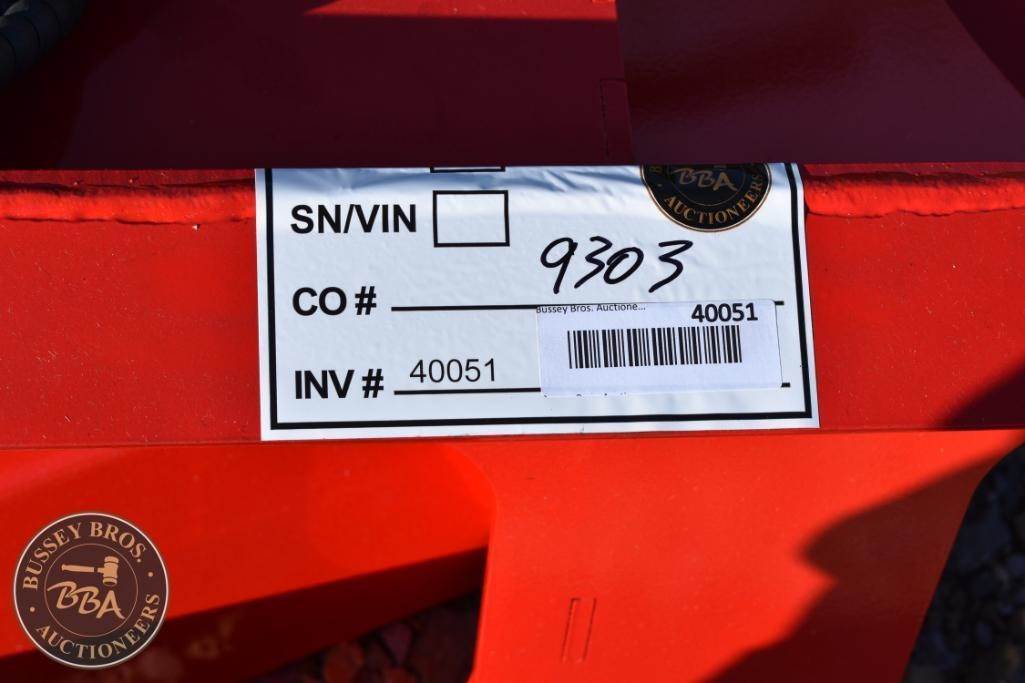 BBA
AUCTIONEERS
SN/VIN
CO # 9303
Bussey Bros. Auctione...
40051
INV # 40051
BUSSEY BROS.
BBA
AUCTIONEERS